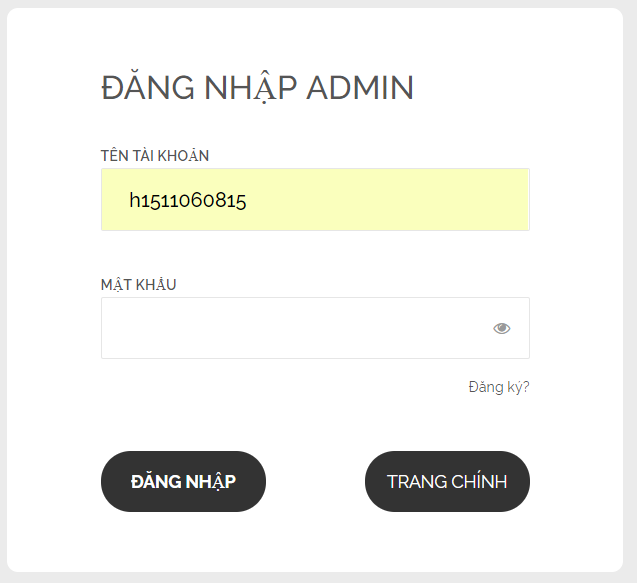 ĐĂNG NHẬP ADMIN
TÊN TÀI KHOẢN
h1511060815
MẬT KHẨU
Đăng ký?
ĐĂNG NHẬP
TRANG CHÍNH